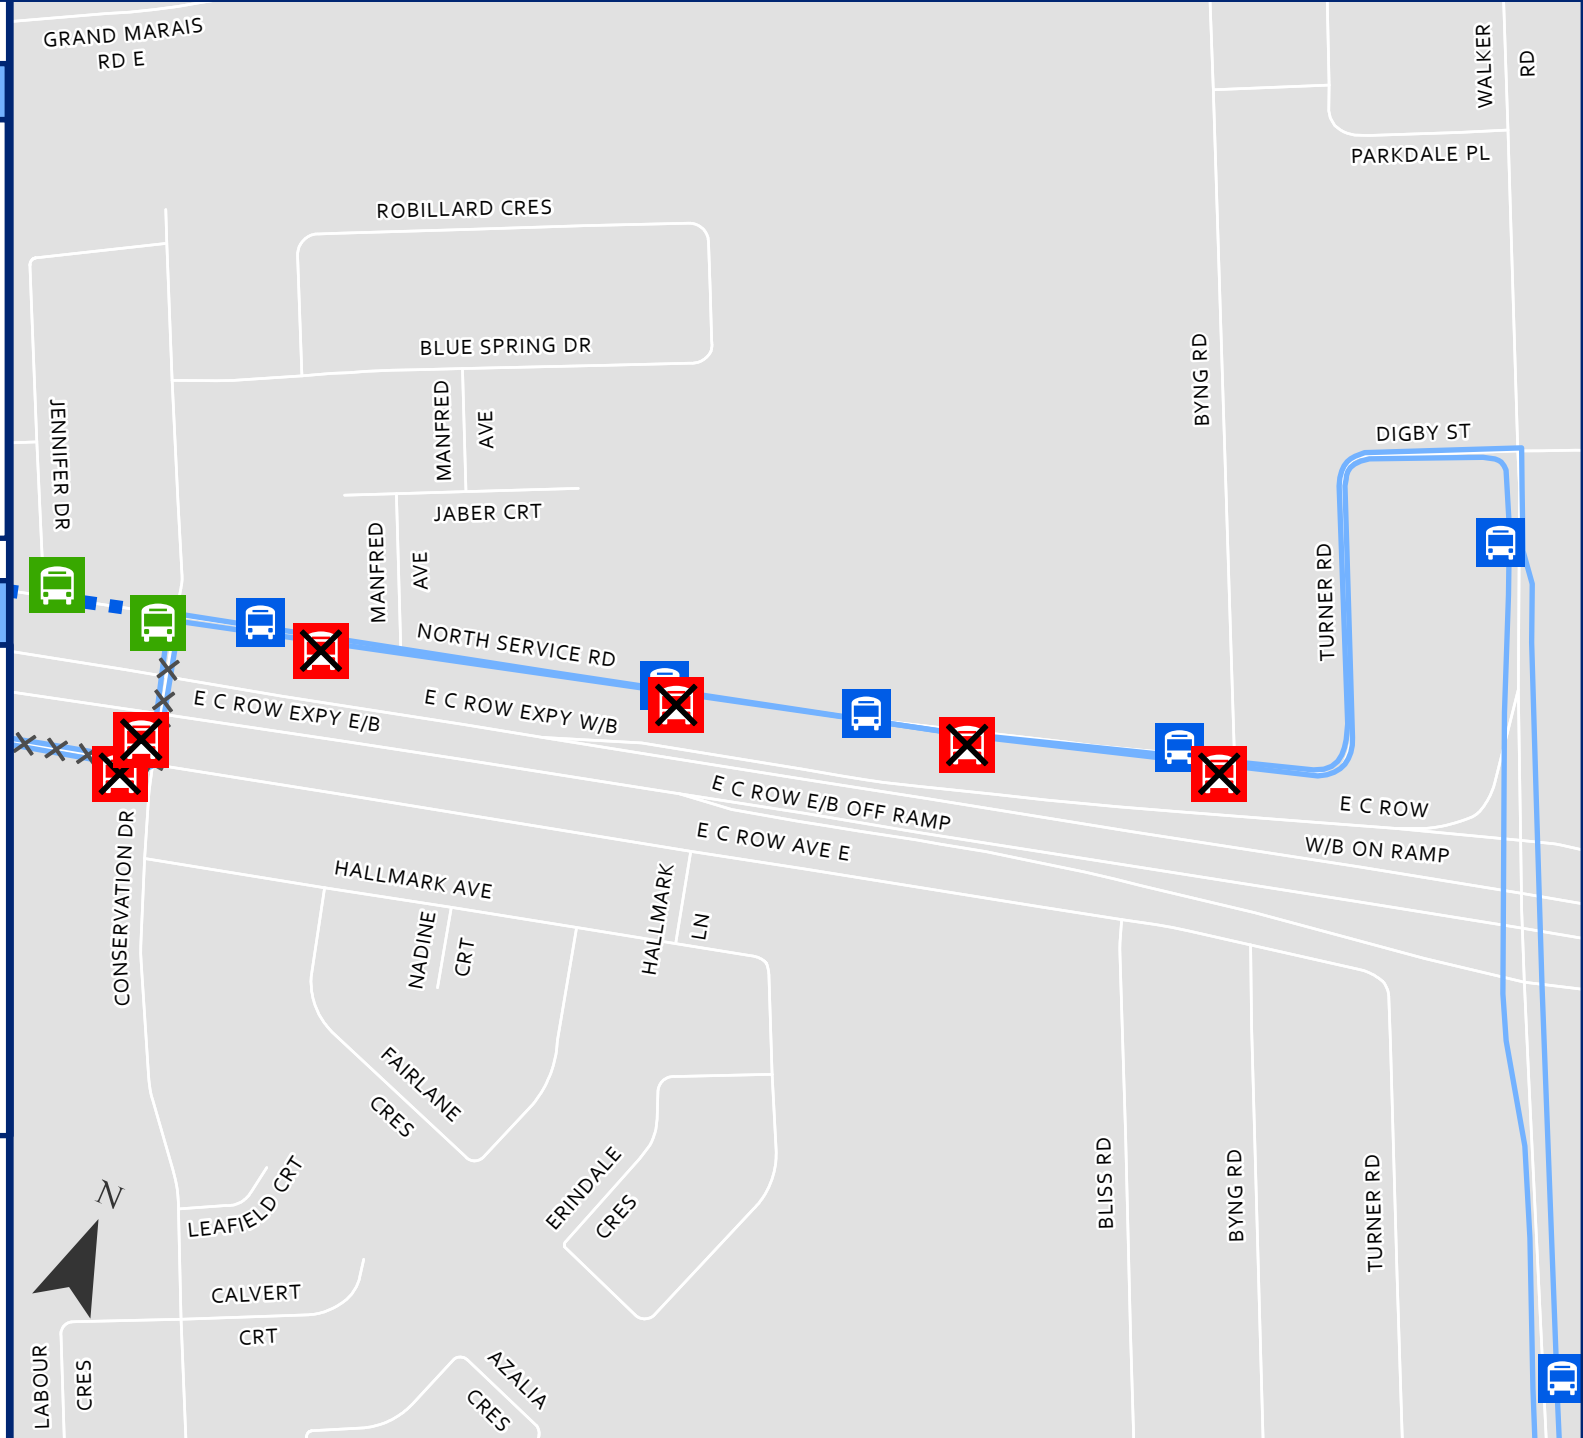 GRAND MARAIS
RD E
WALKER
RD
PARKDALE PL
ROBILLARD CRES
BLUE SPRING DR
BYNG RD
MANFRED
AVE
JENNIFER DR
DIGBY ST
JABER CRT
MANFRED
AVE
TURNER RD
NORTH SERVICE RD
E C ROW EXPY E/B
E C ROW EXPY W/B
E C ROW E/B OFF RAMP
E C ROW
W/B ON RAMP
E C ROW AVE E
CONSERVATION DR
HALLMARK AVE
HALLMARK
LN
NADINE
CRT
FAIRLANE
CRES
ERINDALE
CRES
BLISS RD
BYNG RD
TURNER RD
LEAFIELD CRT
N
CALVERT
CRT
LABOUR
CRES
AZALIA
CRES